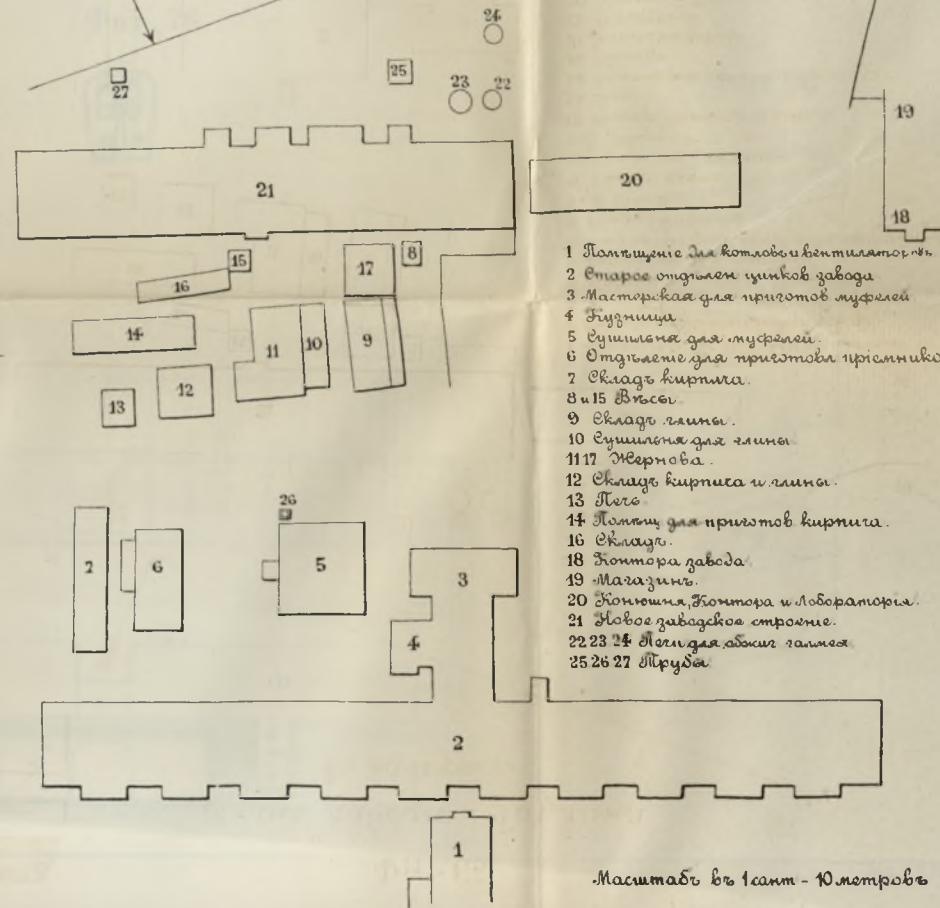 24
25
23
22
27
19
21
20
18
15
8
17
16
14
11
10
9
12
13
26
7
6
5
3
4
2
1
1 Помѣщеніе для котловъ и вентиляторовъ
2 Старое отдѣлен цинков завода
3 Мастерская для приготов муфелей
4 Кузница
5 Сушильня для муфелей.
6 Отдѣленіе для приготовл пріемнико
7 Складъ кирпича.
8 и 15 Вѣсы
9 Складъ глины.
10 Сушильня для глины
11 17 Жернова.
12 Складъ кирпича и глины.
13 Печь
14 Помѣщ для приготов кирпича.
16 Складъ.
18 Контора завода
19 Магазинъ.
20 Конюшня, Контора и Лобораторія.
21 Новое заводское строеніе.
22 23 24 Печи для обжиг галмея
25 26 27 Трубы
Масштабъ въ 1 сант - 10 метровъ